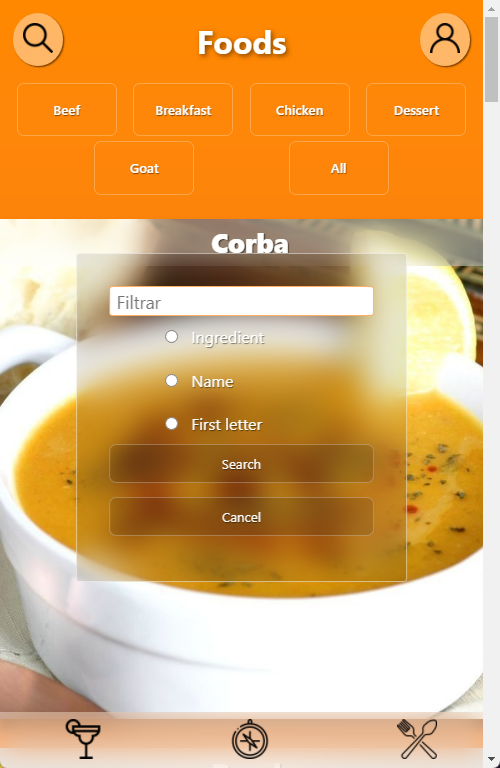 Foods
Beef Breakfast Chicken Dessert
Goat All
Corba
Filtrar
Ingredient
Name
First letter
Search
Cancel